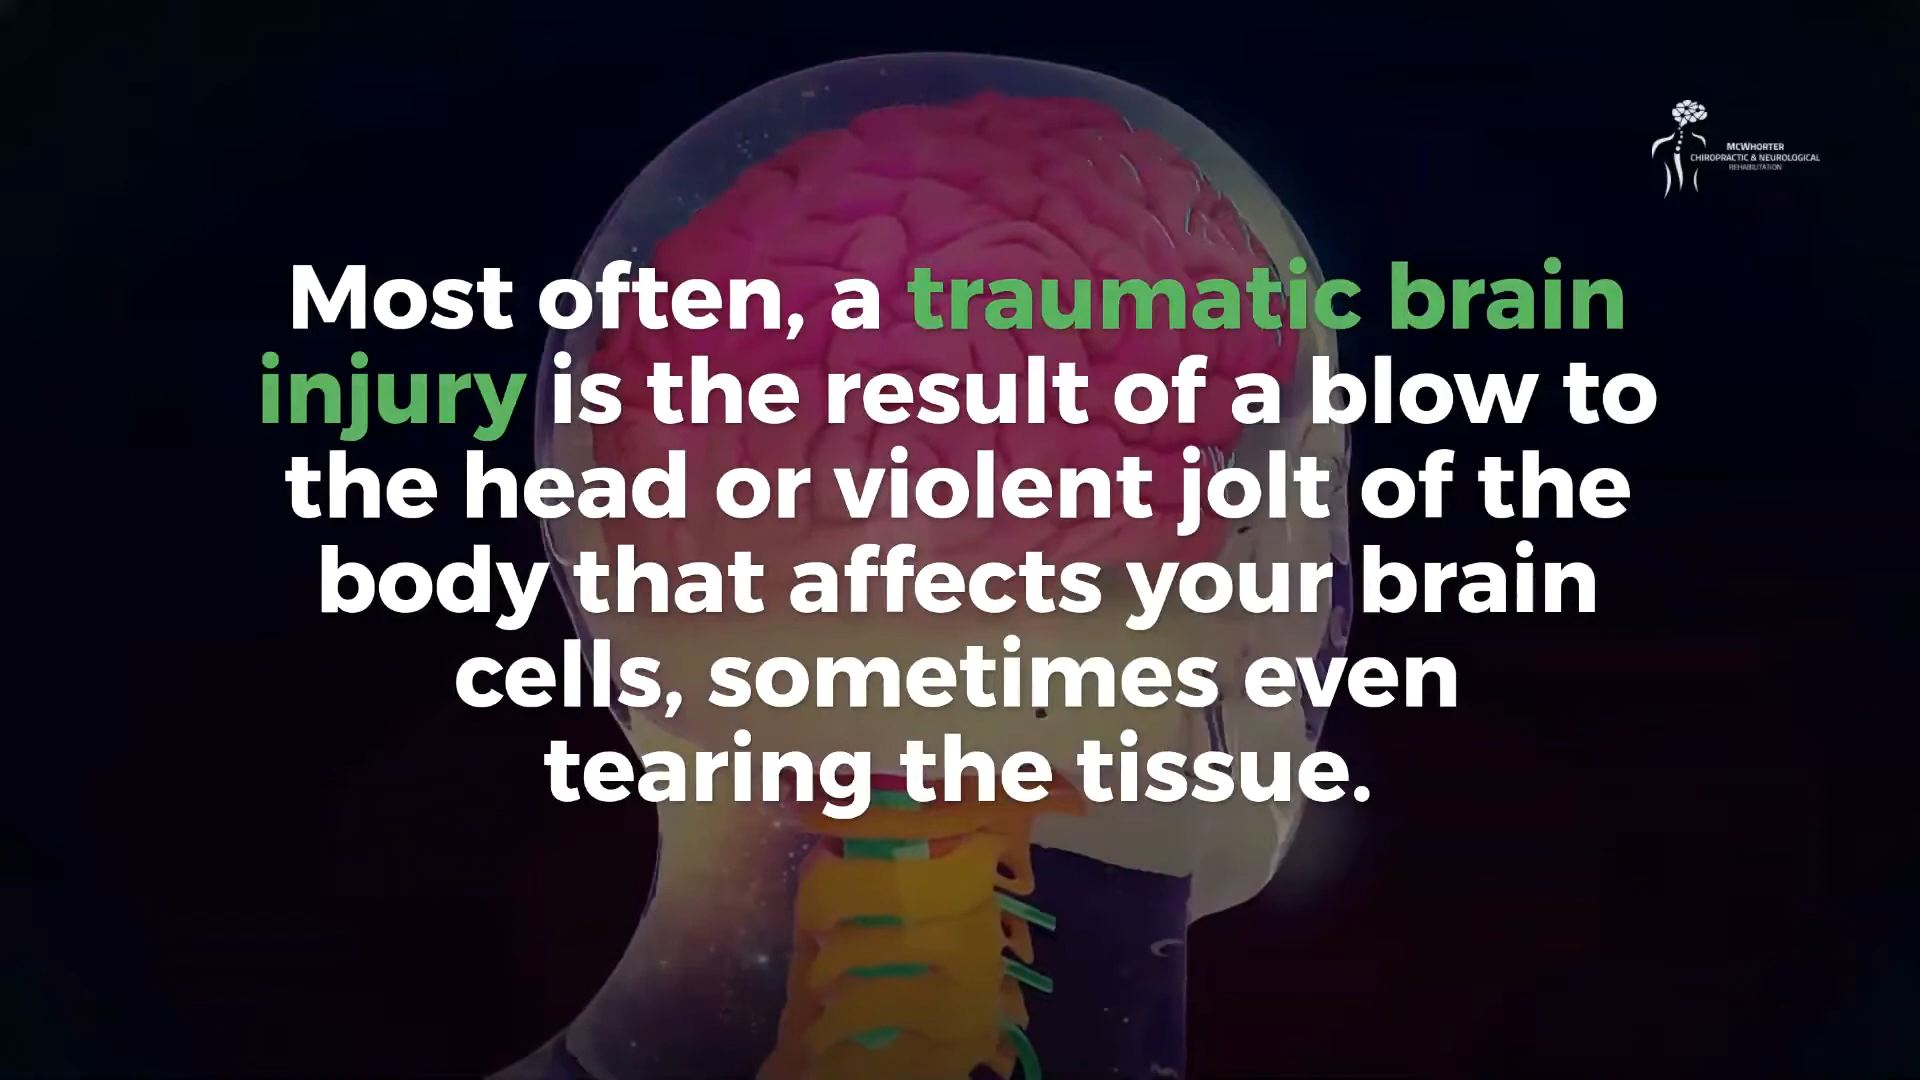 MCWHORTER
CHIROPRACTIC & NEUROLOGICAL
REHABILITATION
Most often, a traumatic brain
injury is the result of a blow to
the head or violent jolt of the
body that affects your brain
cells, sometimes even
tearing the tissue.